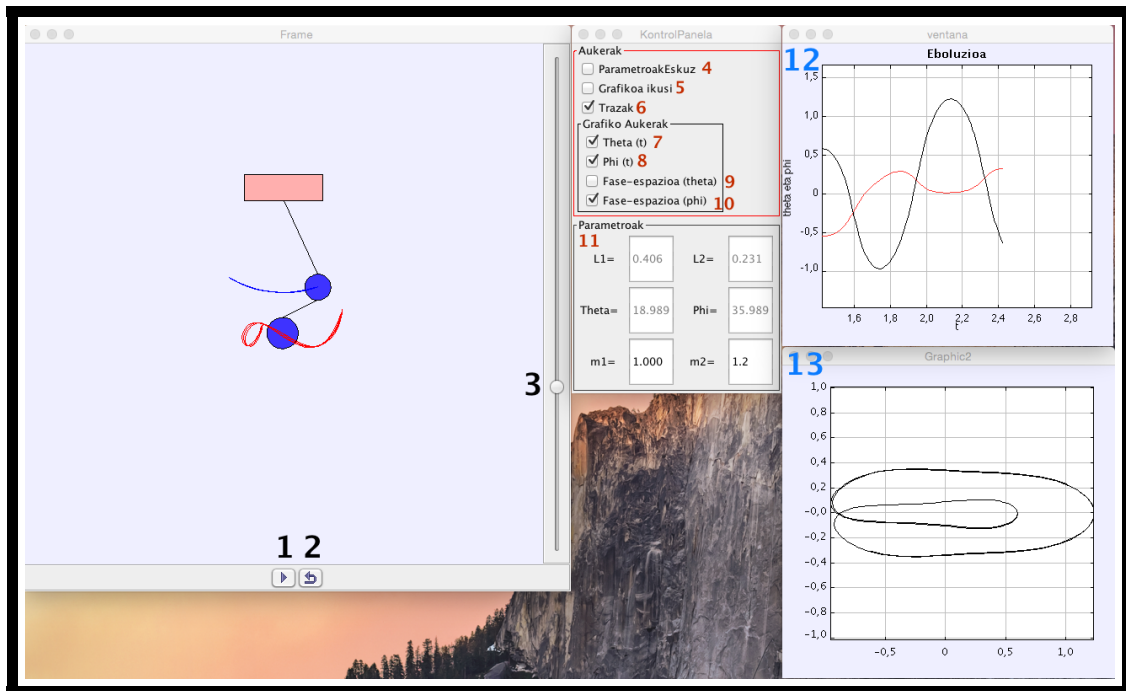 Frame
3
1 2
KontrolPanela
Aukerak
ParametroakEskuz 4
Grafikoa ikusi 5
Trazak 6
Grafiko Aukerak
Theta (t) 7
Phi (t) 8
Fase-espazioa (theta) 9
Fase-espazioa (phi) 10
Parametroak
11
L1= 0.406 L2= 0.231
Theta= 18.989 Phi= 35.989
m1= 1.000 m2= 1.2
ventana
12
Eboluzioa
1,5
1,0
0,5
0
-0,5
-1,0
theta eta phi
1,6 1,8 2,0 2,2 2,4 2,6 2,8
t
Graphic2
13
1,0
0,8
0,6
0,4
0,2
-0,0
-0,2
-0,4
-0,6
-0,8
-1,0
-0,5 0 0,5 1,0